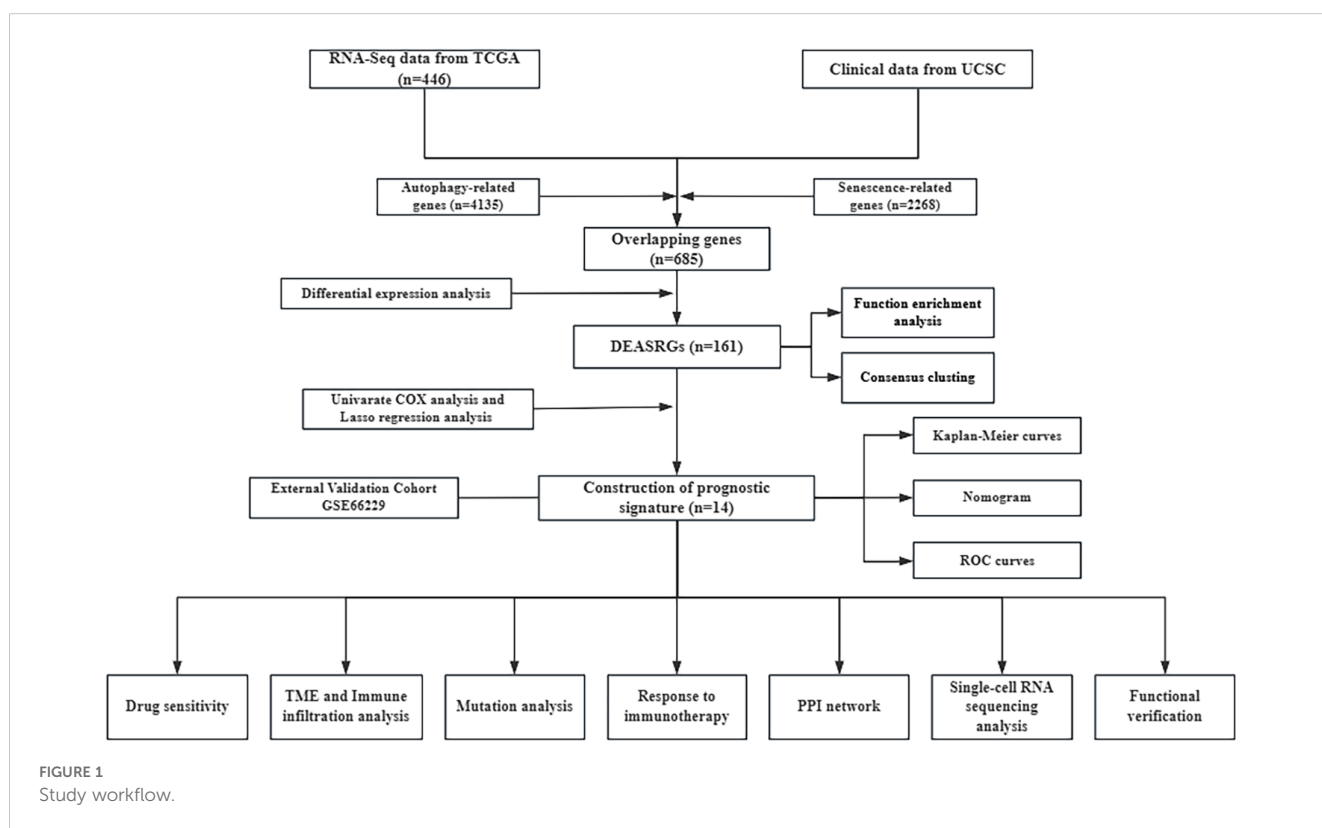 RNA-Seq data from TCGA
(n=446)
Clinical data from UCSC
Autophagy-related
genes (n=4135)
Senescence-related
genes (n=2268)
Overlapping genes
(n=685)
Differential expression analysis
Function enrichment
analysis
DEASRGs (n=161)
Consensus clusting
Univarate COX analysis and
Lasso regression analysis
Kaplan-Meier curves
External Validation Cohort
GSE66229
Construction of prognostic
signature (n=14)
Nomogram
ROC curves
Drug sensitivity
TME and Immune
infiltration analysis
Mutation analysis
Response to
immunotherapy
PPI network
Single-cell RNA
sequencing
analysis
Functional
verification
FIGURE 1
Study workflow.